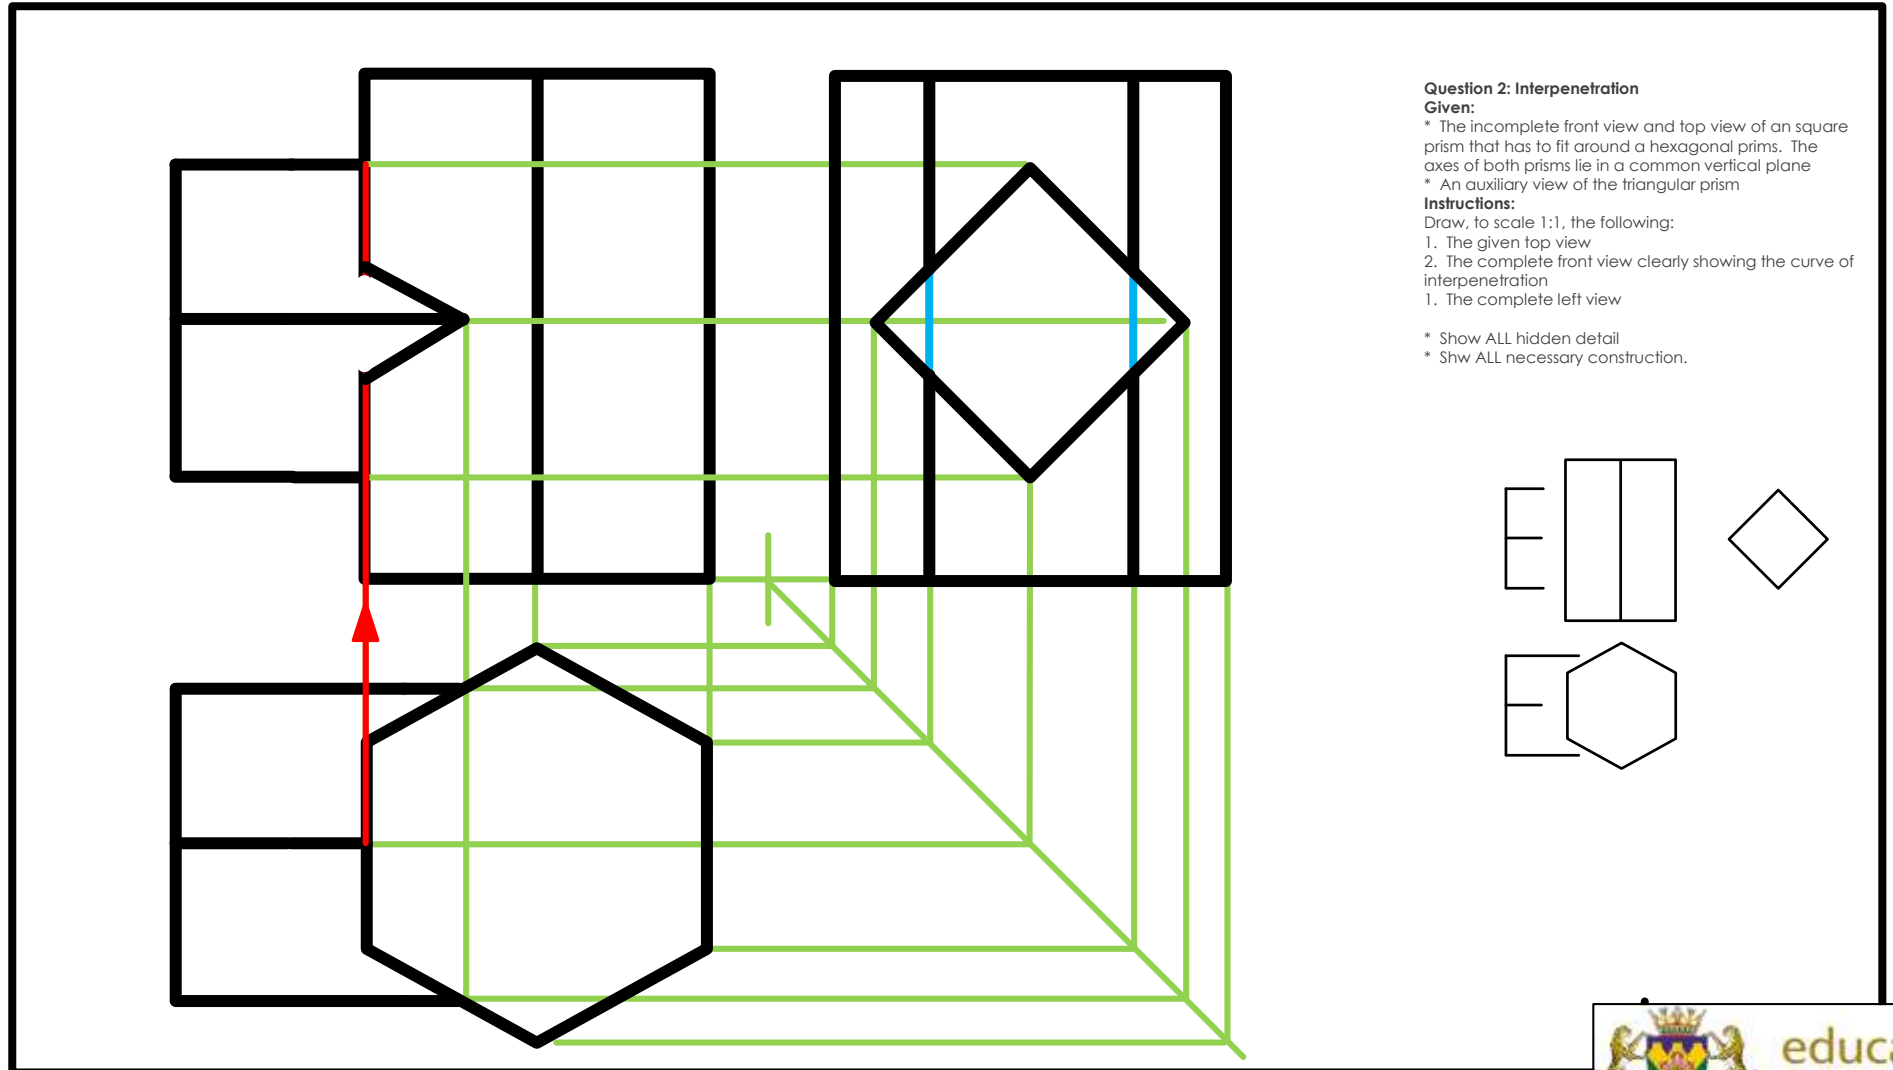 Question 2: Interpenetration
Given:
* The incomplete front view and top view of an square
prism that has to fit around a hexagonal prims. The
axes of both prisms lie in a common vertical plane
* An auxiliary view of the triangular prism
Instructions:
Draw, to scale 1:1, the following:
1. The given top view
2. The complete front view clearly showing the curve of
interpenetration
1. The complete left view
* Show ALL hidden detail
* Shw ALL necessary construction.
educa